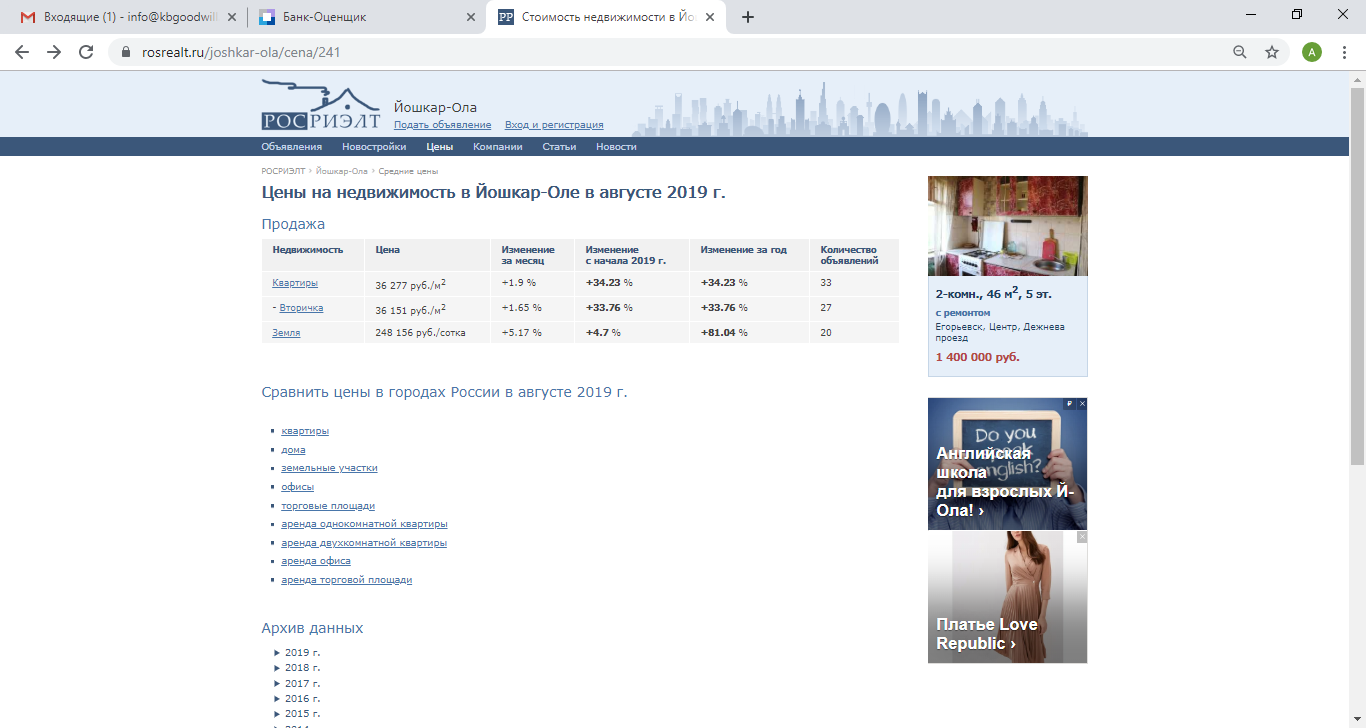 Входящие (1) - info@kbgoodwill
Банк-Оценщик
Стоимость недвижимости в Йо
rosrealt.ru/joshkar-ola/cena/241
A
РОСРИЭЛТ
Йошкар-Ола
Подать объявление Вход и регистрация
Объявления Новостройки Цены Компании Статьи Новости
РОСРИЭЛТ › Йошкар-Ола › Средние цены
Цены на недвижимость в Йошкар-Оле в августе 2019 г.
Продажа
Недвижимость Цена Изменение за месяц Изменение с начала 2019 г. Изменение за год Количество объявлений
Квартиры 36 277 руб./м2 +1.9 % +34.23 % +34.23 % 33
- Вторичка 36 151 руб./м2 +1.65 % +33.76 % +33.76 % 27
Земля 248 156 руб./сотка +5.17 % +4.7 % +81.04 % 20
Сравнить цены в городах России в августе 2019 г.
квартиры
дома
земельные участки
офисы
торговые площади
аренда однокомнатной квартиры
аренда двухкомнатной квартиры
аренда офиса
аренда торговой площади
Архив данных
2019 г.
2018 г.
2017 г.
2016 г.
2015 г.
2-комн., 46 м2, 5 эт.
с ремонтом
Егорьевск, Центр, Дежнева
проезд
1 400 000 руб.
Do you
speak
english?
Английская
школа
для взрослых Й-
Ола! ›
Платье Love
Republic ›